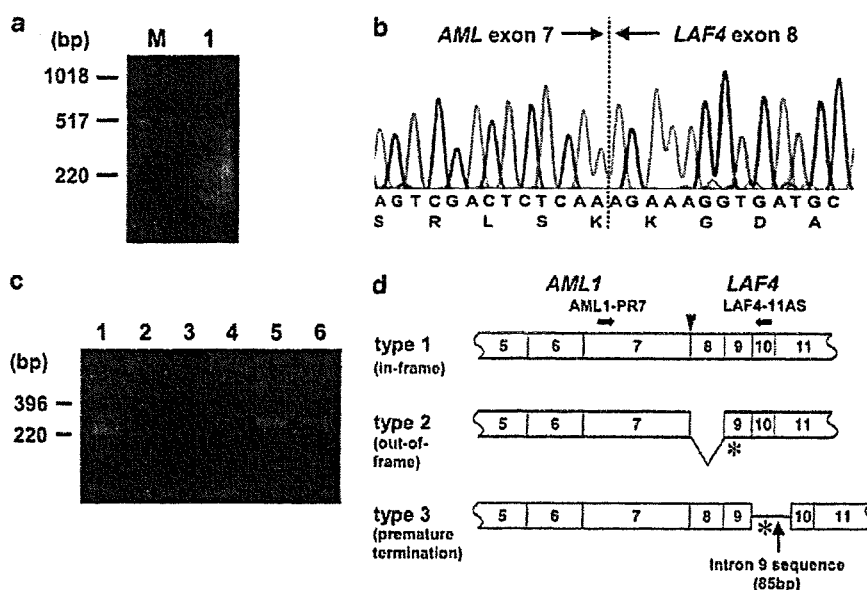 a
(bp) M 1
1018
517
220
b
AML exon 7 LAF4 exon 8
AGTCGACTCTCAAAGAAAGGTGATGC
S R L S K K G D A
c
1 2 3 4 5 6
(bp)
396
220
d
AML1 LAF4
AML1-PR7 LAF4-11AS
type 1 5 6 7 8 9 10 11
(in-frame)
type 2 5 6 7 9 10 11
(out-of-
frame) *
type 3 5 6 7 8 9 10 11
(premature
termination) *
Intron 9 sequence
(85bp)